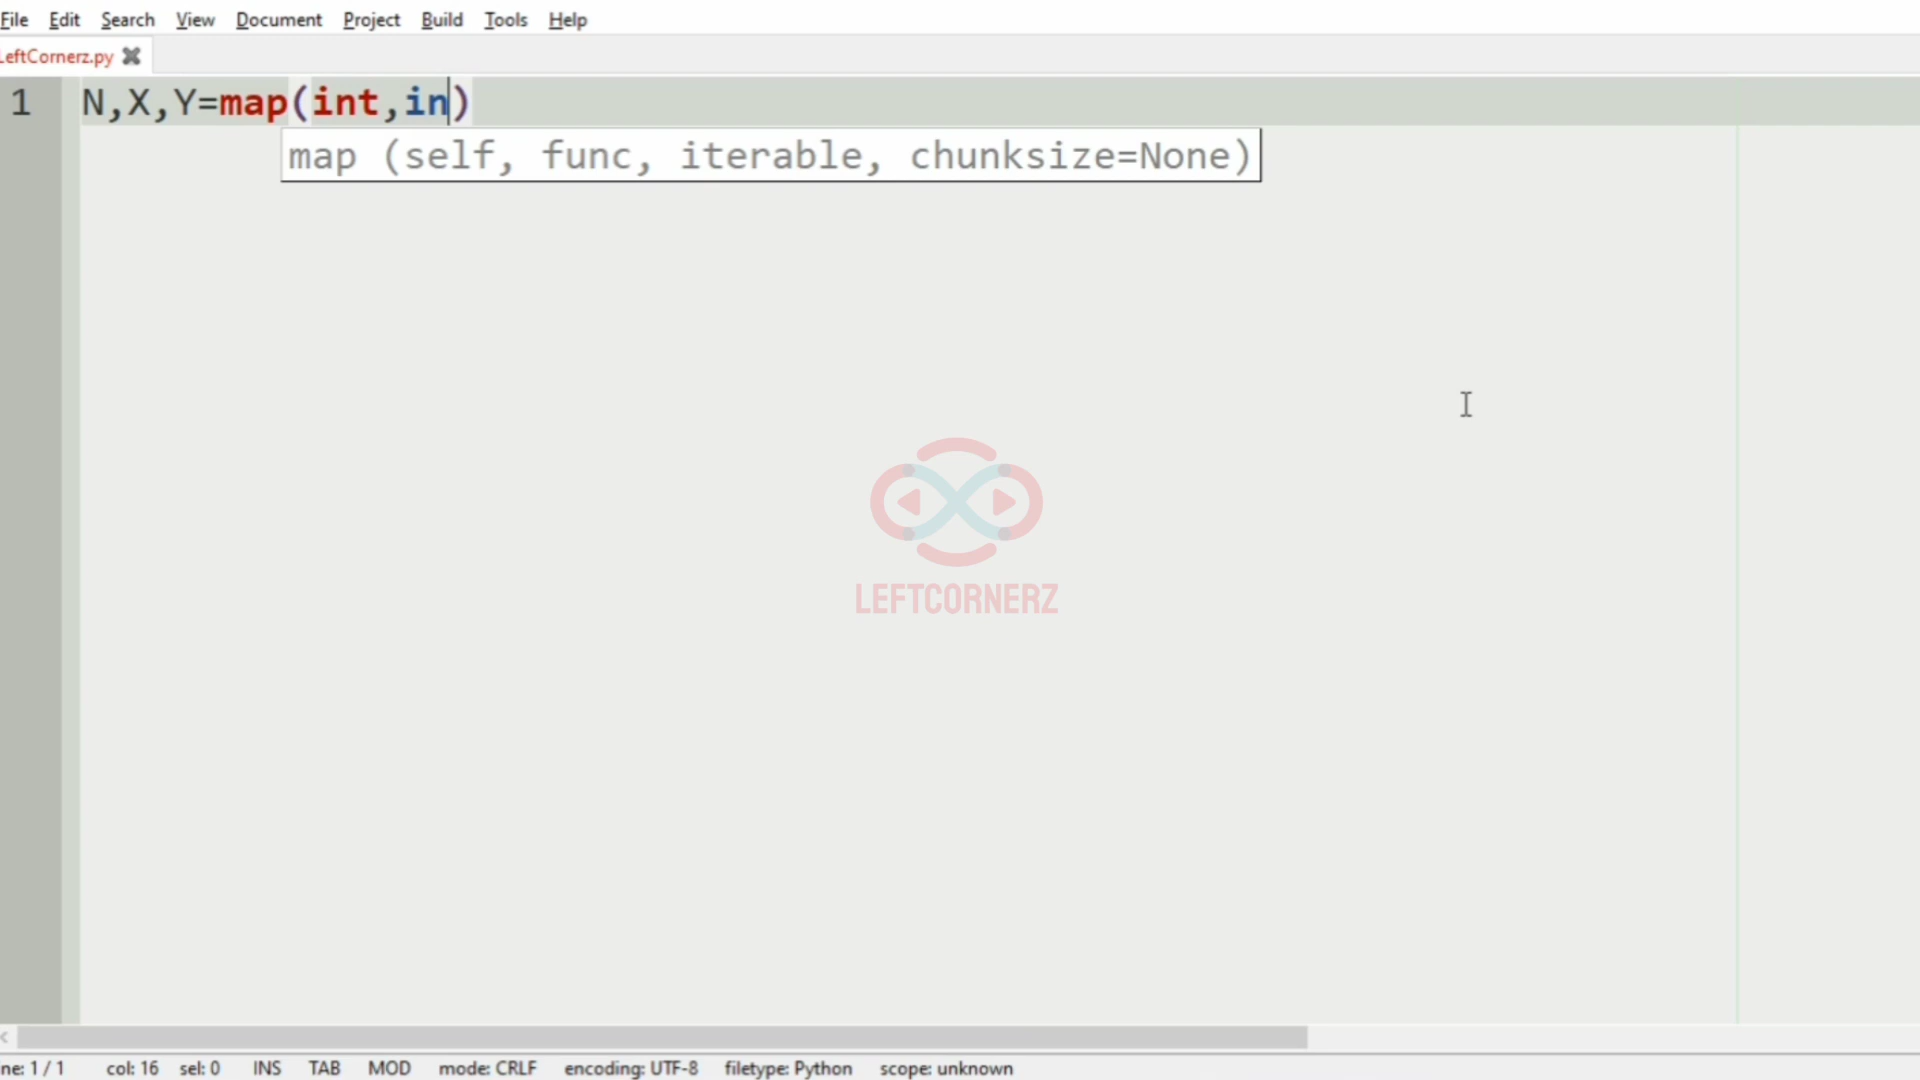 File Edit Search View Document Project Build Tools Help
LeftCornerz.py
1 N,X,Y=map(int,in)
map (self, func, iterable, chunksize=None)
LEFTCORNERZ
ne: 1 / 1 col: 16 sel: 0 INS TAB MOD mode: CRLF encoding: UTF-8 filetype: Python scope: unknown